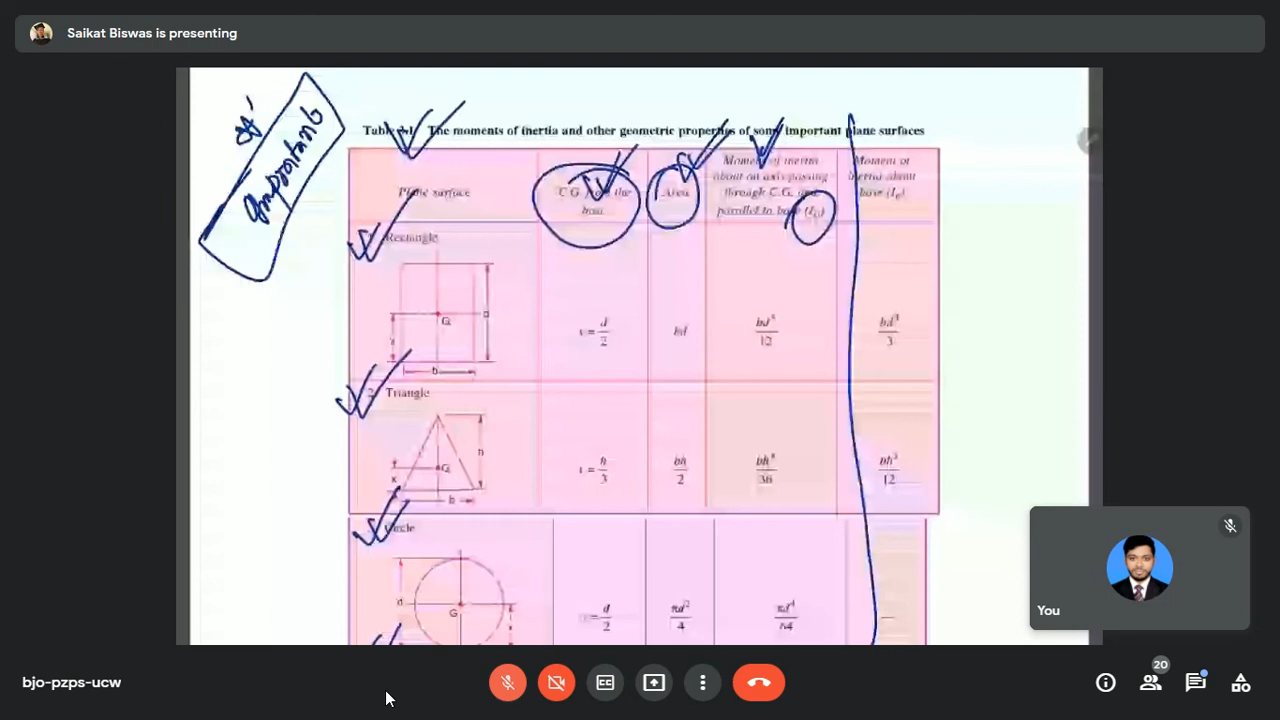 Saikat Biswas is presenting
Important
The moments of inertia and other geometric properties of some important plane surfaces
Plane surface
C.G. from the
base
Area
Moment of inertia
about an axis passing
through C.G. and
parallel to base
Moment of
inertia about
base (I₀)
Rectangle
G
d
b
x = d/2
bd
bd³/12
bd³/3
2. Triangle
G
h
x
b
x = h/3
bh/2
bh³/36
bh³/12
Circle
d
G
d/2
πd²/4
πd⁴/64
—
You
bjo-pzps-ucw
CC
20